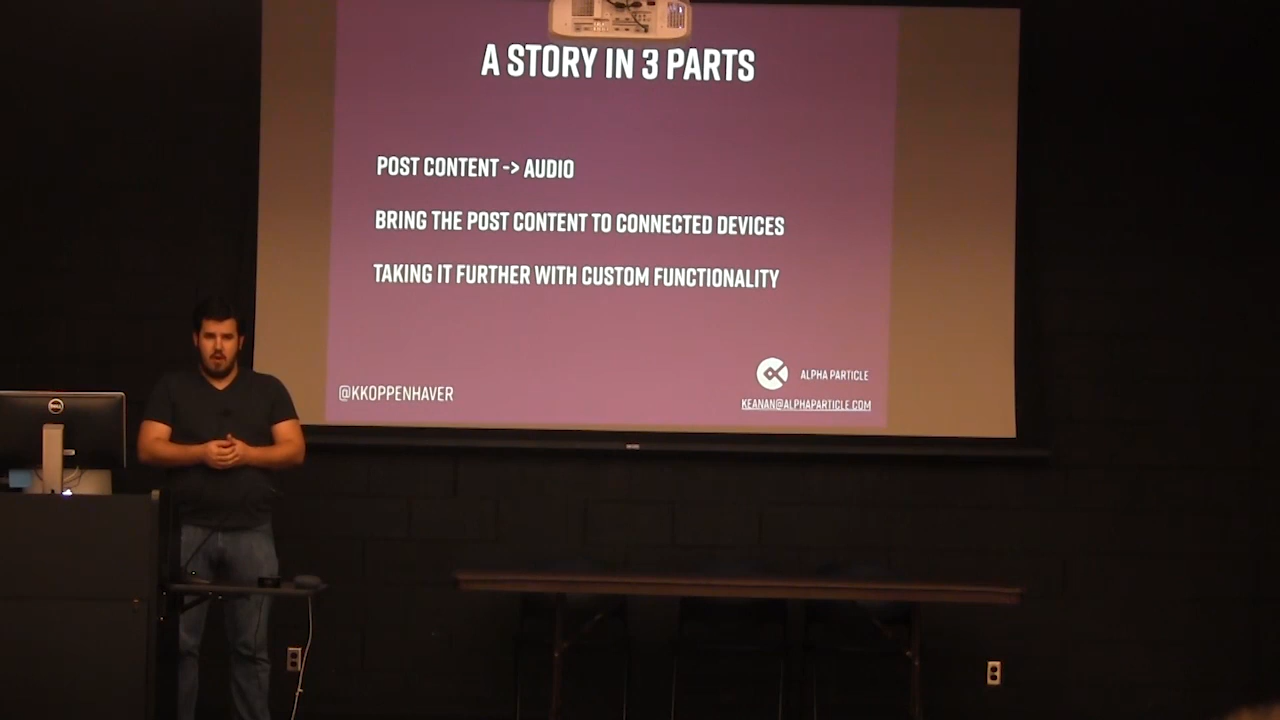 A STORY IN 3 PARTS
POST CONTENT -> AUDIO
BRING THE POST CONTENT TO CONNECTED DEVICES
TAKING IT FURTHER WITH CUSTOM FUNCTIONALITY
@KKOPPENHAVER
ALPHA PARTICLE
KEANAN@ALPHAPARTICLE.COM
DELL